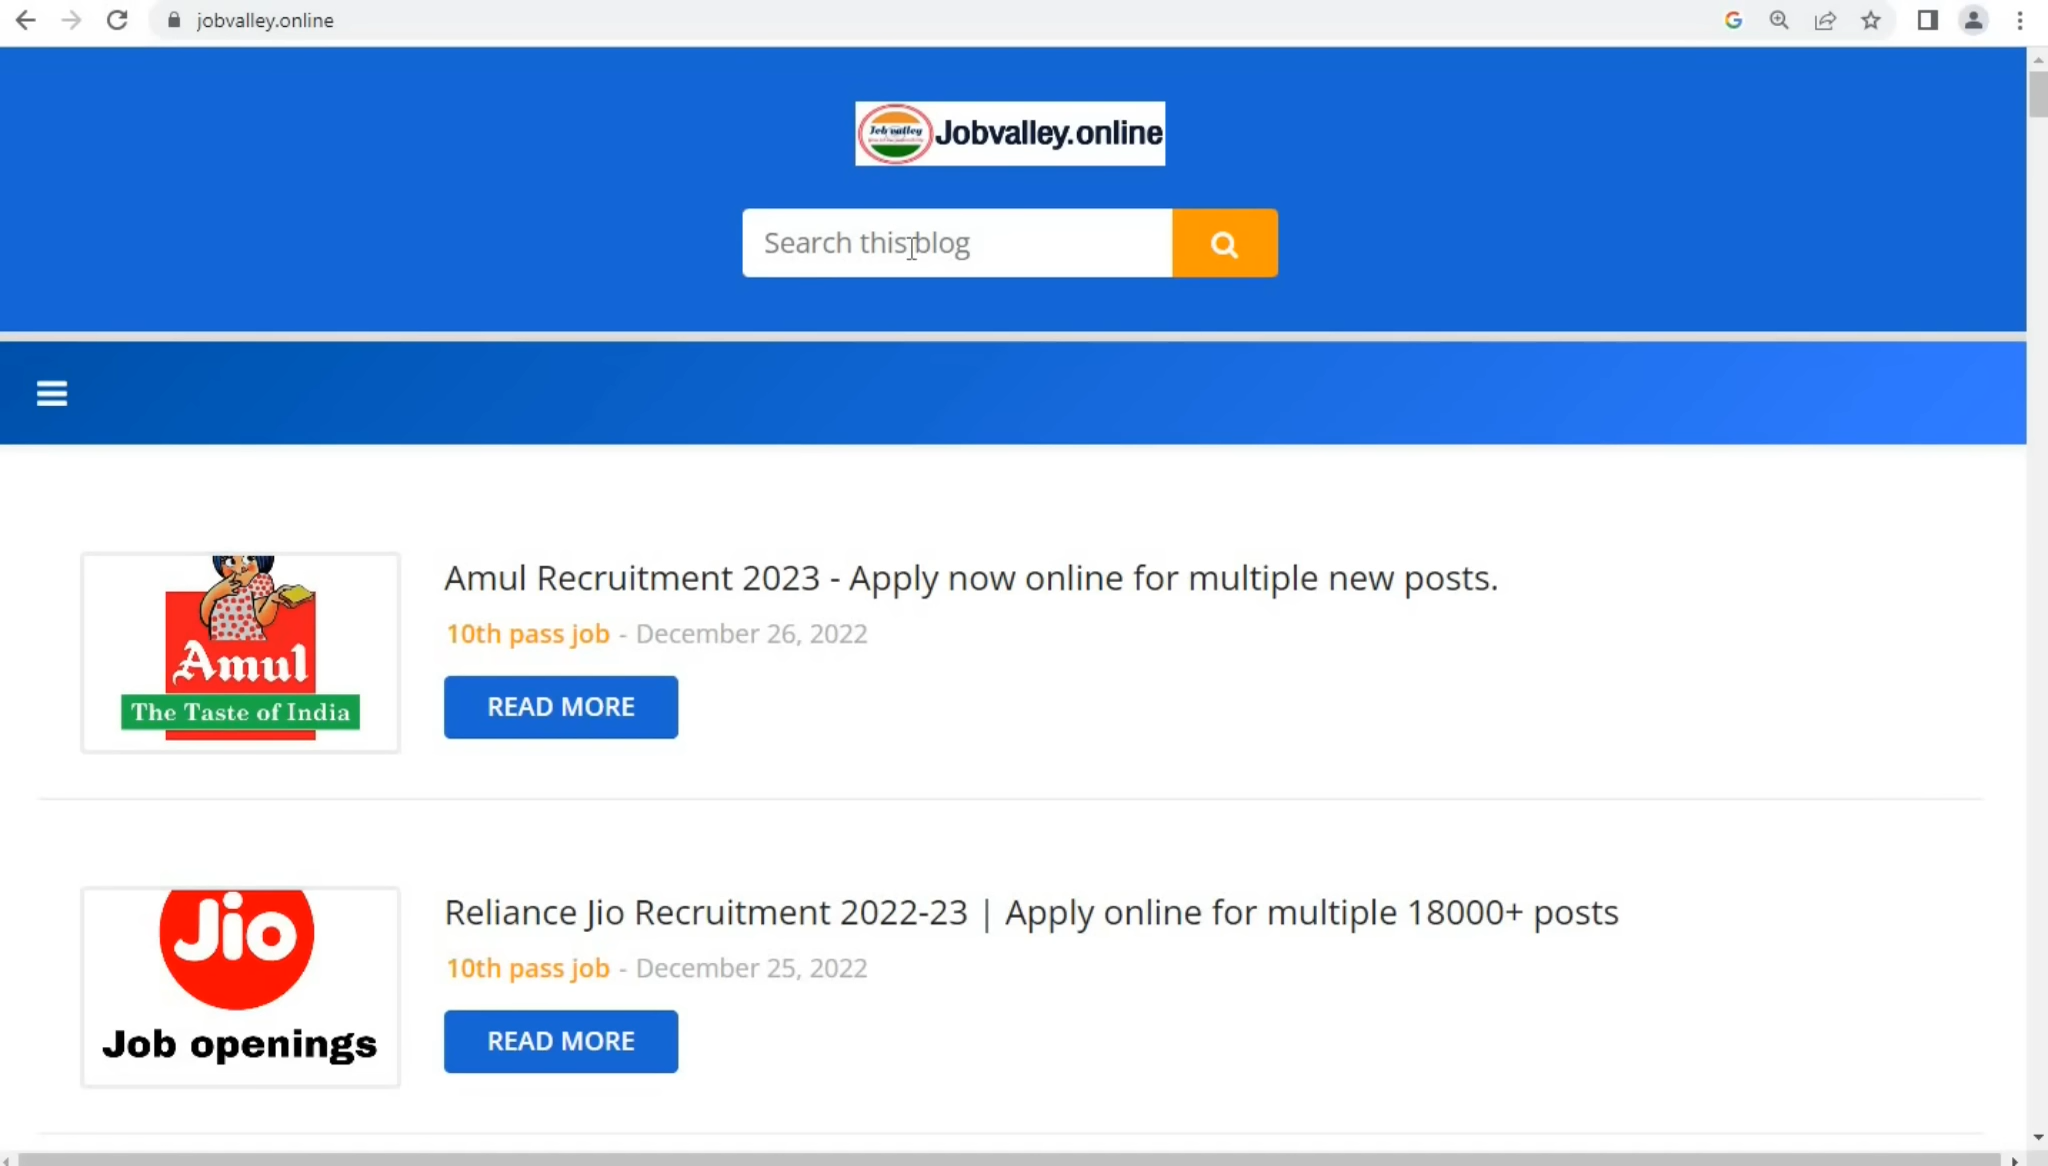 jobvalley.online
Job valley
Jobvalley.online
Search this blog
Amul
The Taste of India
Amul Recruitment 2023 - Apply now online for multiple new posts.
10th pass job - December 26, 2022
READ MORE
Jio
Job openings
Reliance Jio Recruitment 2022-23 | Apply online for multiple 18000+ posts
10th pass job - December 25, 2022
READ MORE